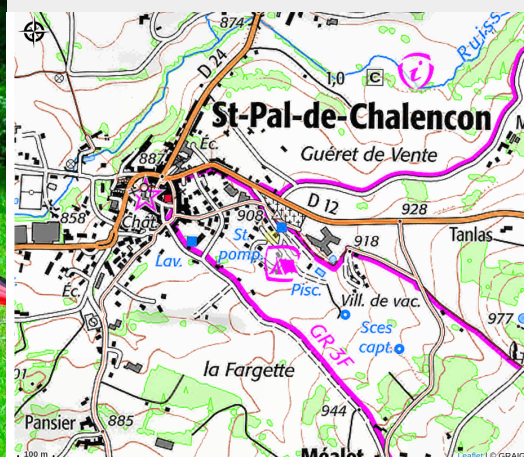 874
Ruiss
D 24
1,0
C
i
St-Pal-de-Chalencon
Éc.
Guéret de Vente
887
D 12
928
858
908
Chât.
St.
pomp.
918
Tanlas
Lav.
Pisc.
Vill. de vac.
Éc.
977
Sces
capt.
GR 3F
la Fargette
944
Pansier
885
Méalet
100 m
Leaflet | © GRAIG